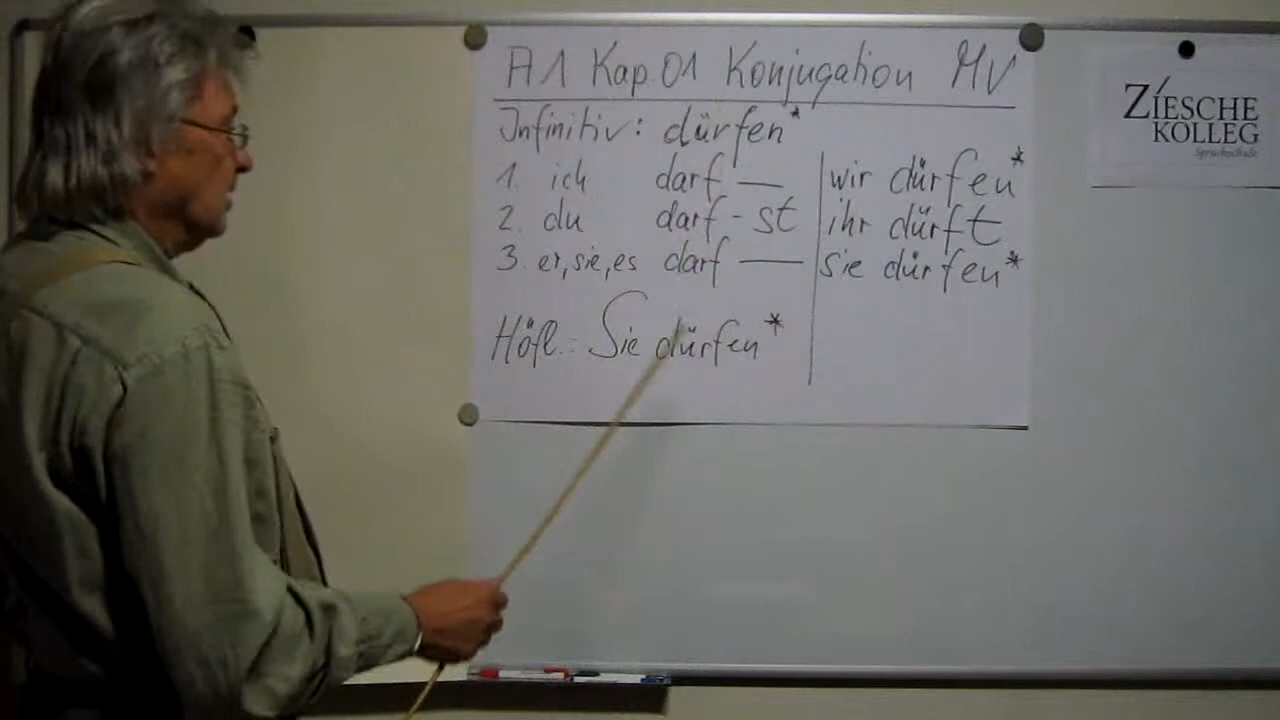 A1 Kap. 01 Konjugation MV
Infinitiv: dürfen*
1. ich darf — wir dürfen*
2. du darf - st ihr dürft
3. er, sie, es darf — sie dürfen*
Höfl.: Sie dürfen*
ZIESCHE
KOLLEG
Sprachschule